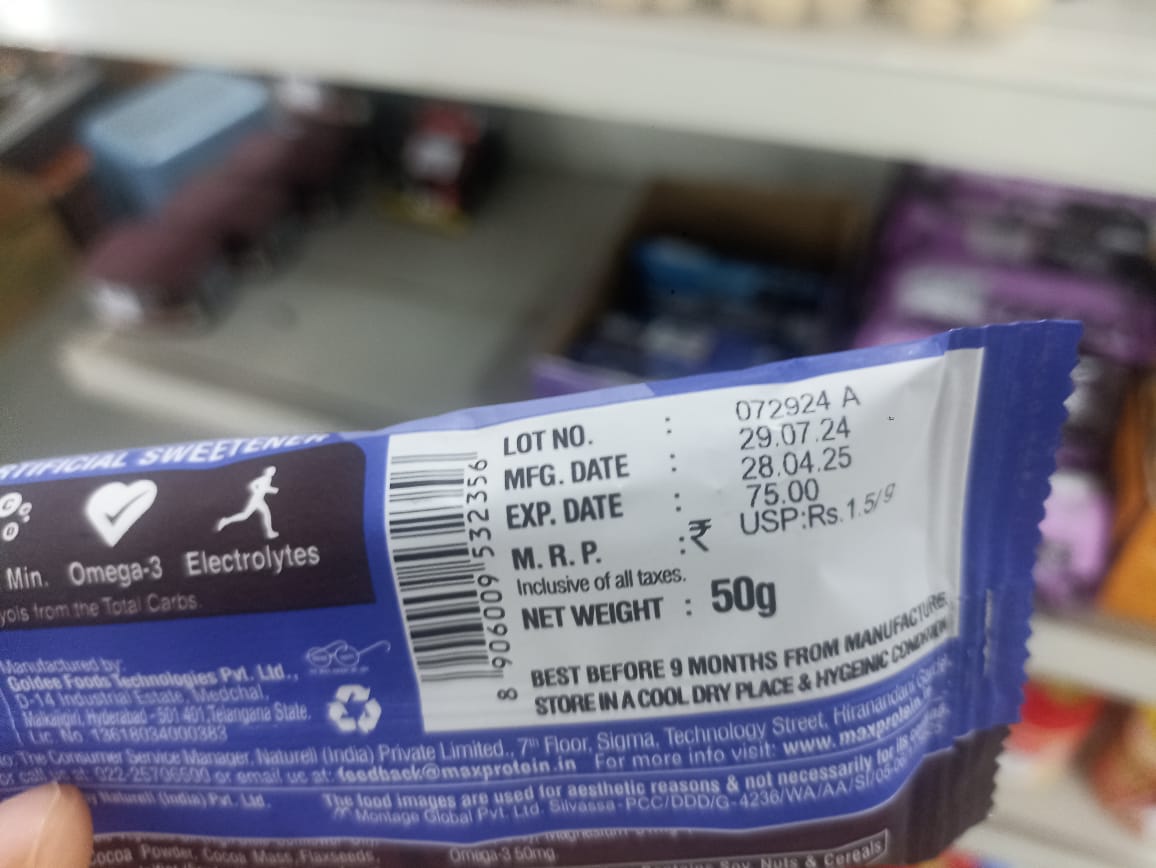 RTIFICIAL SWEETENER
Min. Omega-3 Electrolytes
yols from the Total Carbs.
Manufactured by:
Goldee Foods Technologies Pvt. Ltd.,
D-14 Industrial Estate, Medchal,
Malkajgiri, Hyderabad - 501 401. Telangana State.
Lic. No. 13618034000383
8 906009 532356
LOT NO. : 072924 A
MFG. DATE : 29.07.24
EXP. DATE : 28.04.25
M. R. P. :₹ 75.00
USP:Rs.1.5/g
Inclusive of all taxes.
NET WEIGHT : 50g
BEST BEFORE 9 MONTHS FROM MANUFACTURE
STORE IN A COOL DRY PLACE & HYGEINIC CONDITION
to: The Consumer Service Manager, Naturell (India) Private Limited., 7th Floor, Sigma, Technology Street, Hiranandani
or call us at: 022-25706500 or email us at: feedback@maxprotein.in For more info visit: www.maxprotein.in
by Naturell (India) Pvt. Ltd.
The food images are used for aesthetic reasons & not necessarily for its
Montage Global Pvt. Ltd. Silvassa-PCC/DDD/G-4236/WA/AA/SI/05-06
Cocoa Powder, Cocoa Mass, Flaxseeds,
Omega-3 50mg
Soy, Nuts & Cereals